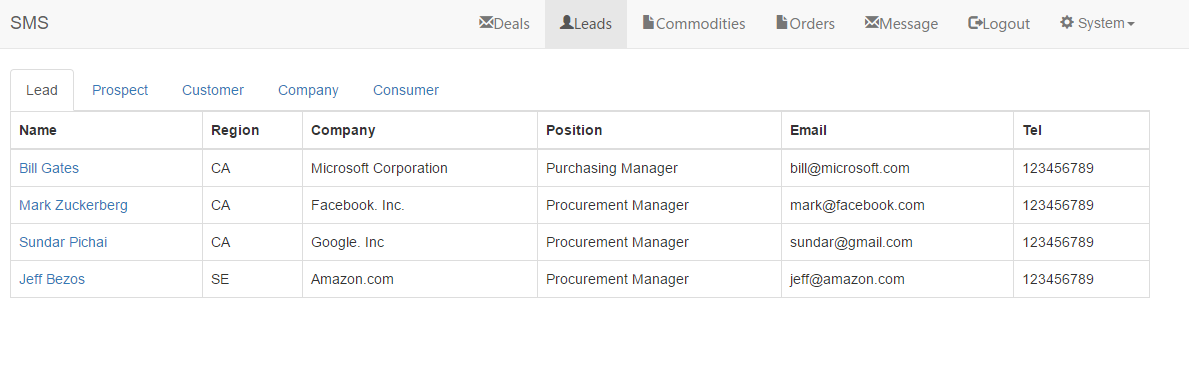 SMS Deals Leads Commodities Orders Message Logout System
Lead Prospect Customer Company Consumer
Name Region Company Position Email Tel
Bill Gates CA Microsoft Corporation Purchasing Manager bill@microsoft.com 123456789
Mark Zuckerberg CA Facebook. Inc. Procurement Manager mark@facebook.com 123456789
Sundar Pichai CA Google. Inc Procurement Manager sundar@gmail.com 123456789
Jeff Bezos SE Amazon.com Procurement Manager jeff@amazon.com 123456789